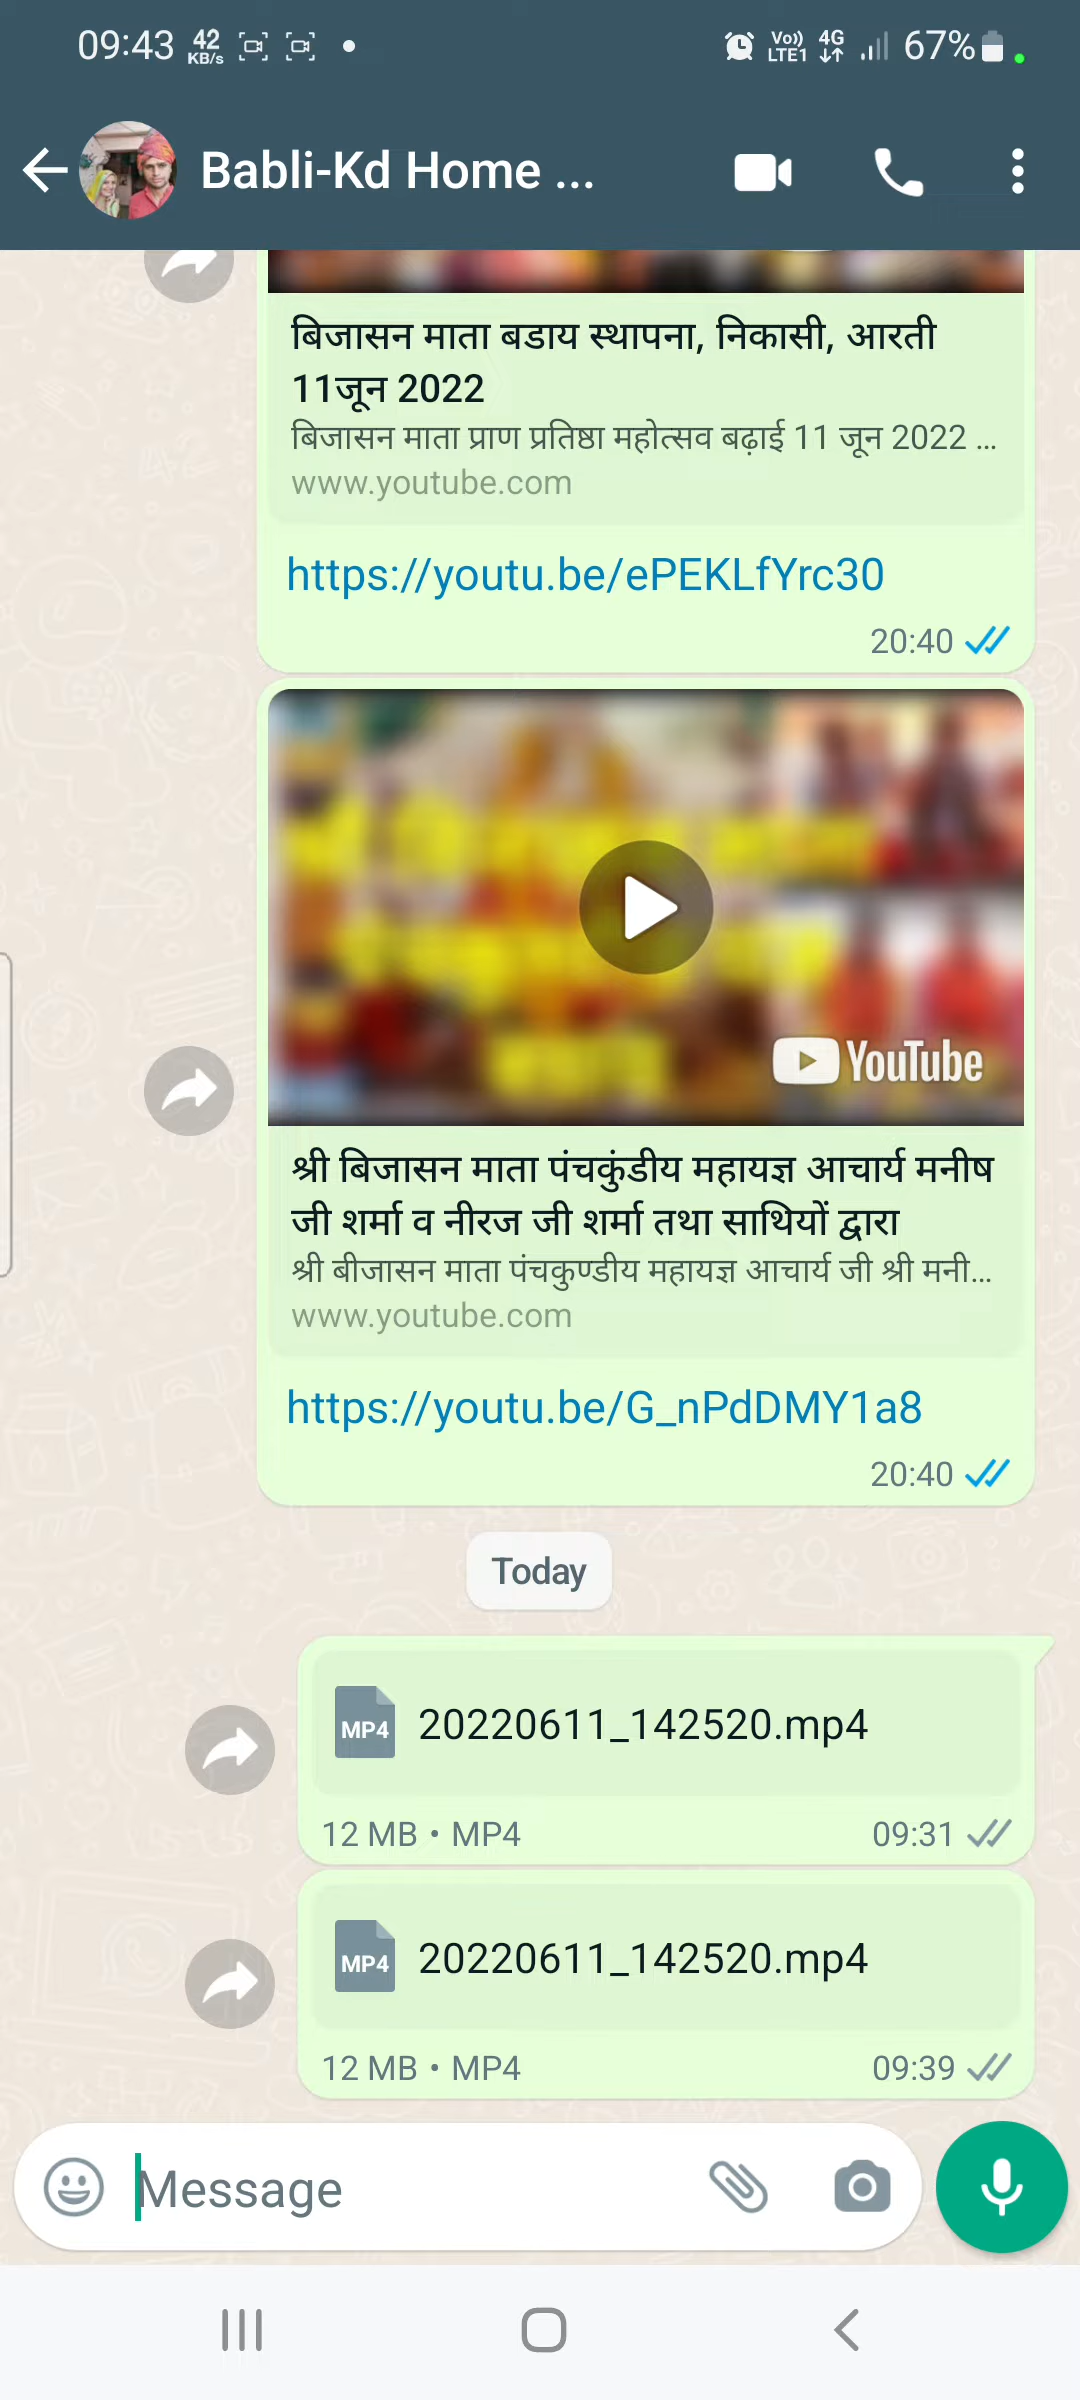 09:43 42 KB/s Vo)) LTE1 4G 67%
Babli-Kd Home ...
बिजासन माता बडाय स्थापना, निकासी, आरती
11जून 2022
बिजासन माता प्राण प्रतिष्ठा महोत्सव बढ़ाई 11 जून 2022 ...
www.youtube.com
https://youtu.be/ePEKLfYrc30
20:40
YouTube
श्री बिजासन माता पंचकुंडीय महायज्ञ आचार्य मनीष
जी शर्मा व नीरज जी शर्मा तथा साथियों द्वारा
श्री बीजासन माता पंचकुण्डीय महायज्ञ आचार्य जी श्री मनी...
www.youtube.com
https://youtu.be/G_nPdDMY1a8
20:40
Today
MP4 20220611_142520.mp4
12 MB • MP4 09:31
MP4 20220611_142520.mp4
12 MB • MP4 09:39
Message